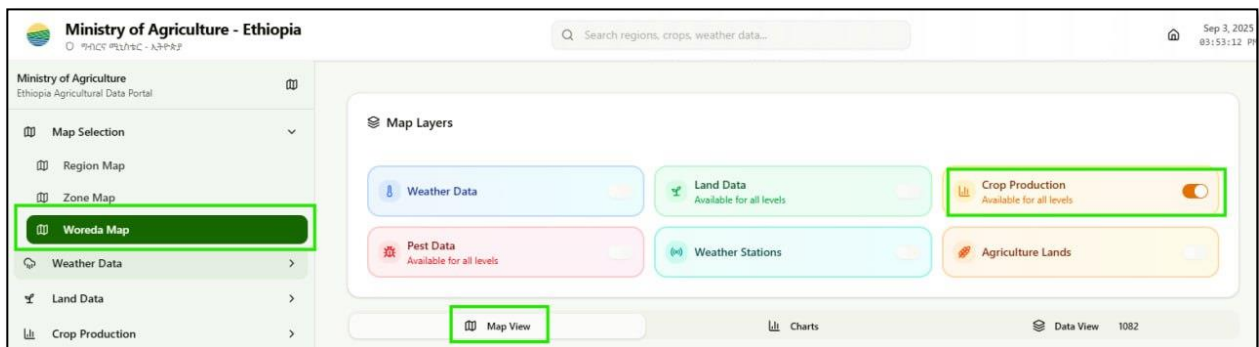 Ministry of Agriculture - Ethiopia
ግብርና ሚኒስቴር - ኢትዮጵያ
Search regions, crops, weather data...
Sep 3, 2025
03:53:12 PM
Ministry of Agriculture
Ethiopia Agricultural Data Portal
Map Selection
Region Map
Zone Map
Woreda Map
Weather Data
Land Data
Crop Production
Map Layers
Weather Data
Land Data
Available for all levels
Crop Production
Available for all levels
Pest Data
Available for all levels
Weather Stations
Agriculture Lands
Map View
Charts
Data View 1082